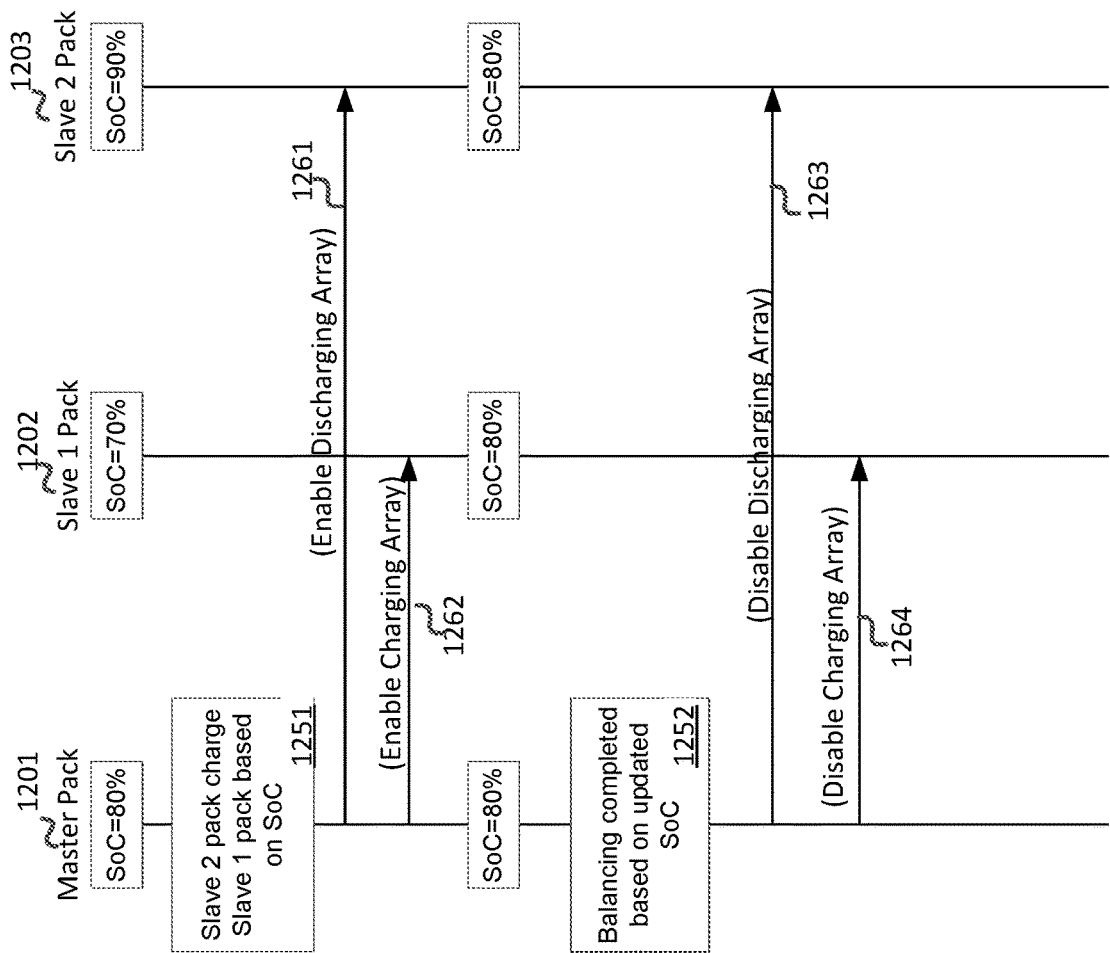 1201
Master Pack
1202
Slave 1 Pack
1203
Slave 2 Pack
SoC=80%
SoC=70%
SoC=90%
Slave 2 pack charge
Slave 1 pack based
on SoC
1251
(Enable Discharging Array)
1261
(Enable Charging Array)
1262
SoC=80%
SoC=80%
SoC=80%
Balancing completed
based on updated
SoC
1252
(Disable Discharging Array)
1263
(Disable Charging Array)
1264